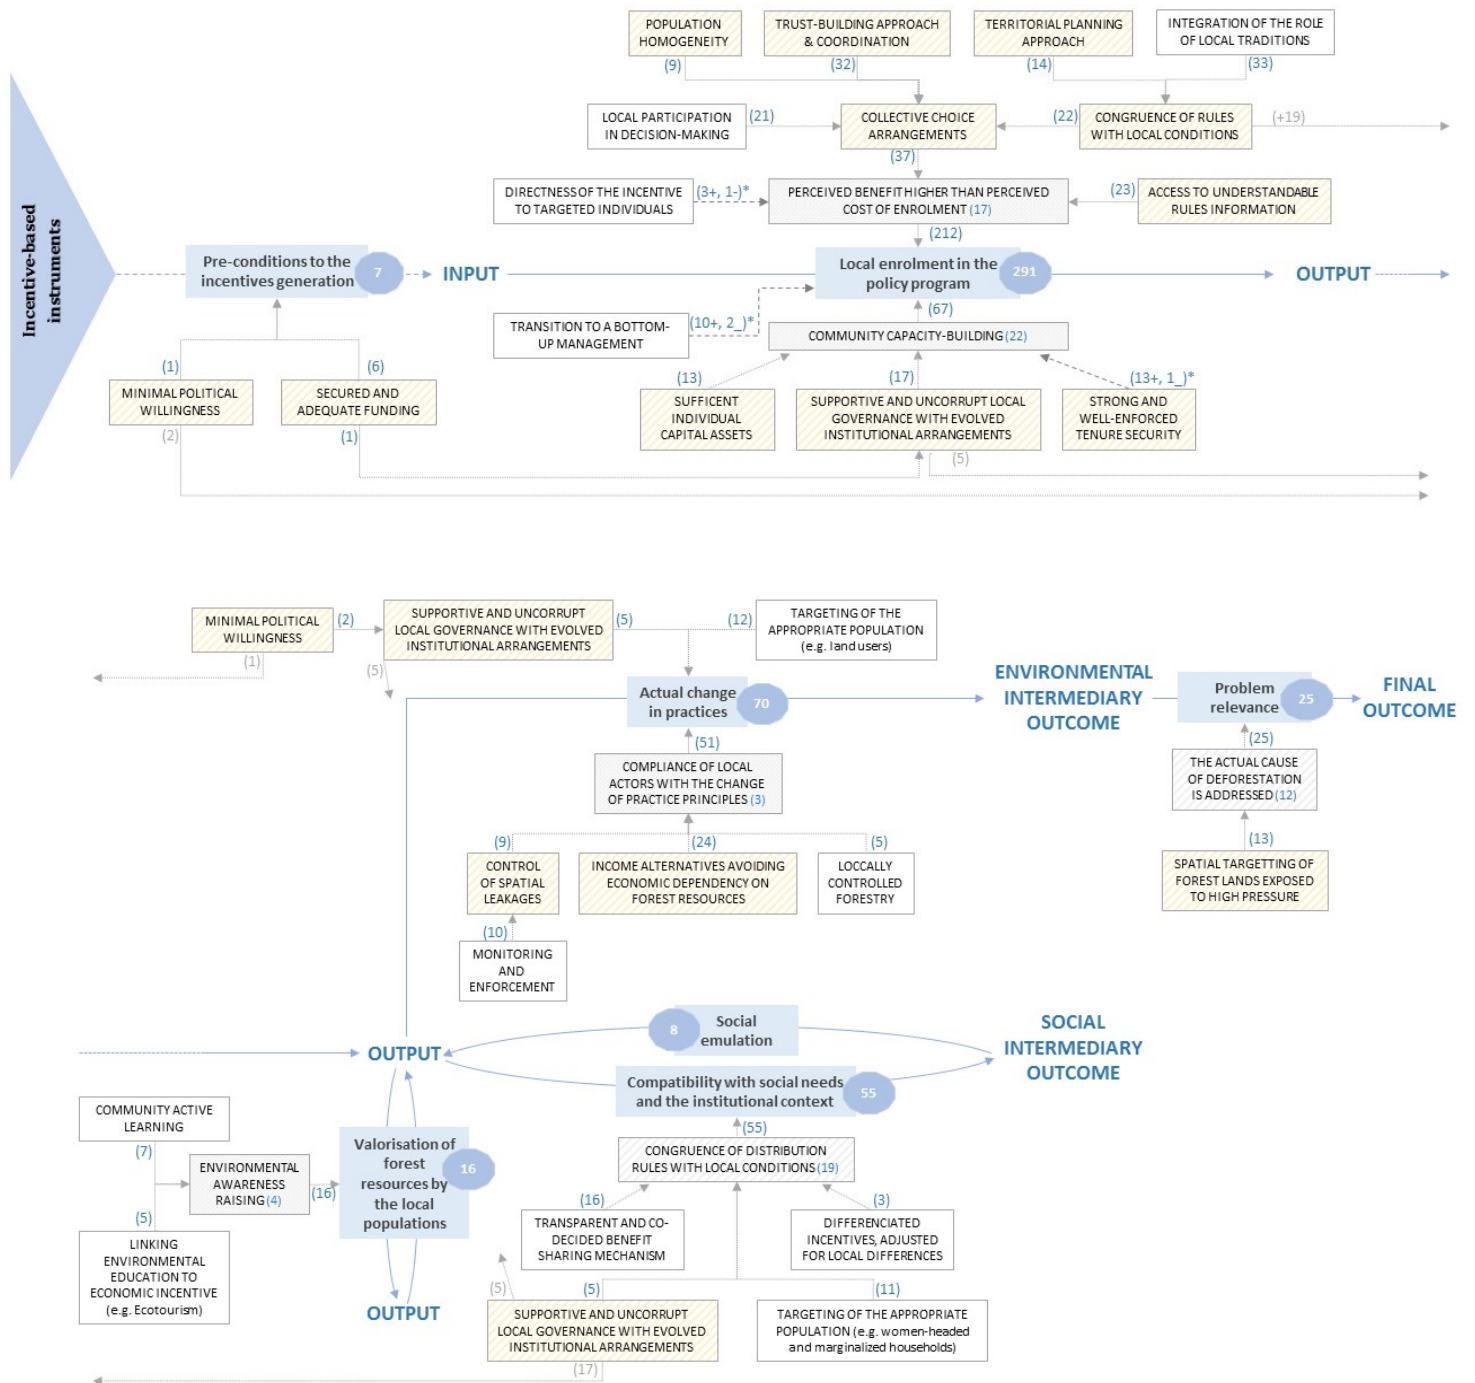 POPULATION
HOMOGENEITY
(9)
TRUST-BUILDING APPROACH
& COORDINATION
(32)
TERRITORIAL PLANNING
APPROACH
(14)
INTEGRATION OF THE ROLE
OF LOCAL TRADITIONS
(33)
LOCAL PARTICIPATION
IN DECISION-MAKING
(21)
COLLECTIVE CHOICE
ARRANGEMENTS
(22)
CONGRUENCE OF RULES
WITH LOCAL CONDITIONS
(+19)
(37)
DIRECTNESS OF THE INCENTIVE
TO TARGETED INDIVIDUALS
(3+, 1-)*
PERCEIVED BENEFIT HIGHER THAN PERCEIVED
COST OF ENROLMENT (17)
(23)
ACCESS TO UNDERSTANDABLE
RULES INFORMATION
(212)
Incentive-based
instruments
Pre-conditions to the
incentives generation
7
INPUT
Local enrolment in the
policy program
291
OUTPUT
(67)
TRANSITION TO A BOTTOM-
UP MANAGEMENT
(10+, 2_)*
COMMUNITY CAPACITY-BUILDING (22)
(1)
(6)
(13)
(17)
(13+, 1_)*
MINIMAL POLITICAL
WILLINGNESS
(2)
SECURED AND
ADEQUATE FUNDING
(1)
SUFFICENT
INDIVIDUAL
CAPITAL ASSETS
SUPPORTIVE AND UNCORRUPT LOCAL
GOVERNANCE WITH EVOLVED
INSTITUTIONAL ARRANGEMENTS
(5)
STRONG AND
WELL-ENFORCED
TENURE SECURITY
MINIMAL POLITICAL
WILLINGNESS
(2)
(1)
SUPPORTIVE AND UNCORRUPT
LOCAL GOVERNANCE WITH EVOLVED
INSTITUTIONAL ARRANGEMENTS
(5)
(5)
(12)
TARGETING OF THE
APPROPRIATE POPULATION
(e.g. land users)
Actual change
in practices
70
ENVIRONMENTAL
INTERMEDIARY
OUTCOME
Problem
relevance
25
FINAL
OUTCOME
(51)
(25)
COMPLIANCE OF LOCAL
ACTORS WITH THE CHANGE
OF PRACTICE PRINCIPLES (3)
THE ACTUAL CAUSE
OF DEFORESTATION
IS ADDRESSED (12)
(9)
(24)
(5)
(13)
CONTROL
OF SPATIAL
LEAKAGES
INCOME ALTERNATIVES AVOIDING
ECONOMIC DEPENDENCY ON
FOREST RESOURCES
LOCCALLY
CONTROLLED
FORESTRY
SPATIAL TARGETTING OF
FOREST LANDS EXPOSED
TO HIGH PRESSURE
(10)
MONITORING
AND
ENFORCEMENT
OUTPUT
8
Social
emulation
SOCIAL
INTERMEDIARY
OUTCOME
Compatibility with social needs
and the institutional context
55
(55)
COMMUNITY ACTIVE
LEARNING
(7)
ENVIRONMENTAL
AWARENESS
RAISING (4)
(16)
Valorisation of
forest
resources by
the local
populations
16
(5)
LINKING
ENVIRONMENTAL
EDUCATION TO
ECONOMIC INCENTIVE
(e.g. Ecotourism)
OUTPUT
CONGRUENCE OF DISTRIBUTION
RULES WITH LOCAL CONDITIONS (19)
(16)
(3)
TRANSPARENT AND CO-
DECIDED BENEFIT
SHARING MECHANISM
DIFFERENCIATED
INCENTIVES, ADJUSTED
FOR LOCAL DIFFERENCES
(5)
(5)
(11)
SUPPORTIVE AND UNCORRUPT
LOCAL GOVERNANCE WITH EVOLVED
INSTITUTIONAL ARRANGEMENTS
(17)
TARGETING OF THE APPROPRIATE
POPULATION (e.g. women-headed
and marginalized households)